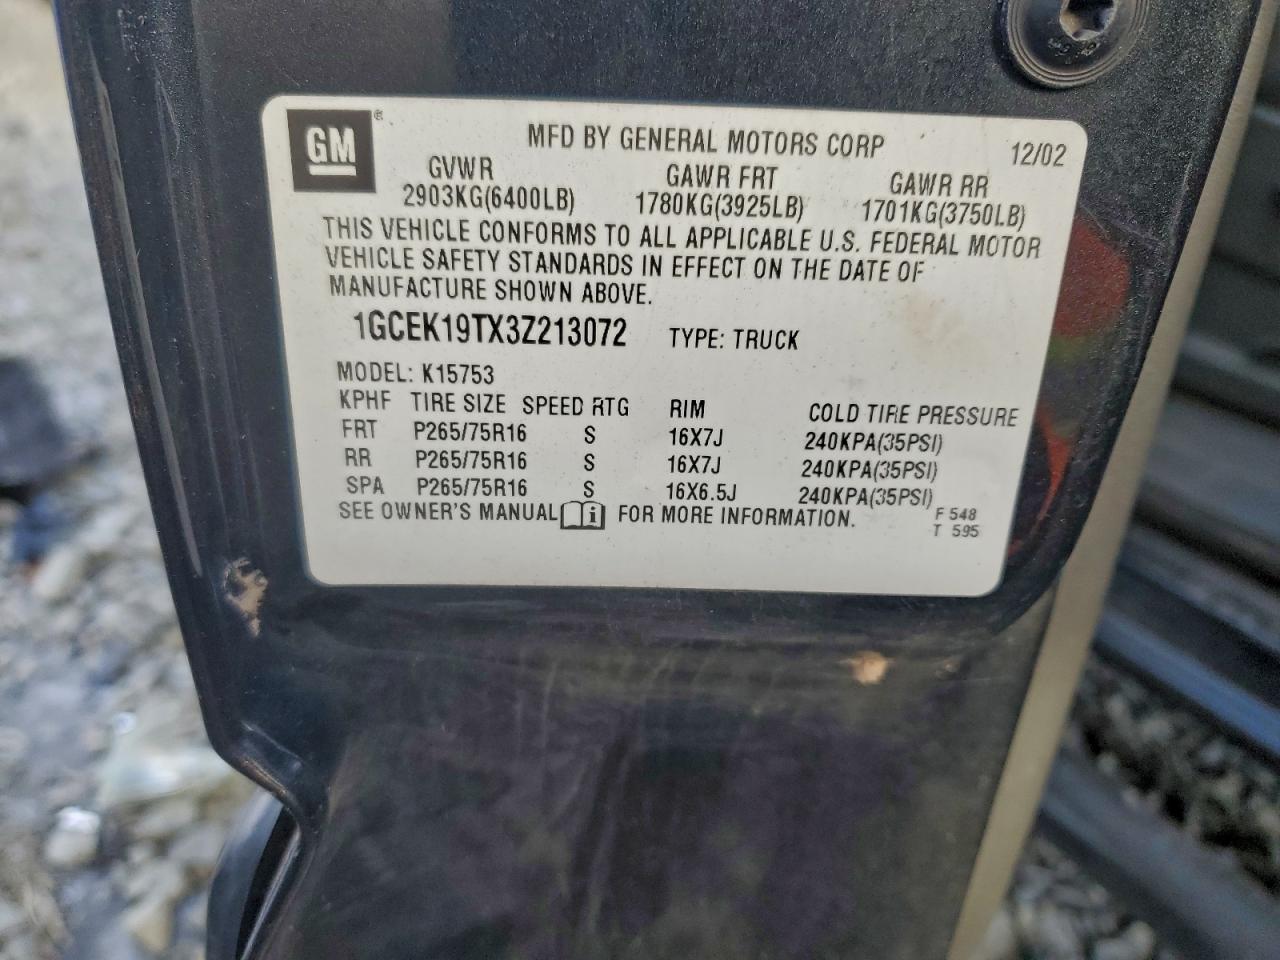 GM®
MFD BY GENERAL MOTORS CORP 12/02
GVWR GAWR FRT GAWR RR
2903KG(6400LB) 1780KG(3925LB) 1701KG(3750LB)
THIS VEHICLE CONFORMS TO ALL APPLICABLE U.S. FEDERAL MOTOR
VEHICLE SAFETY STANDARDS IN EFFECT ON THE DATE OF
MANUFACTURE SHOWN ABOVE.
1GCEK19TX3Z213072 TYPE: TRUCK
MODEL: K15753
KPHF TIRE SIZE SPEED RTG RIM COLD TIRE PRESSURE
FRT P265/75R16 S 16X7J 240KPA(35PSI)
RR P265/75R16 S 16X7J 240KPA(35PSI)
SPA P265/75R16 S 16X6.5J 240KPA(35PSI)
SEE OWNER'S MANUAL FOR MORE INFORMATION. F 548
T 595